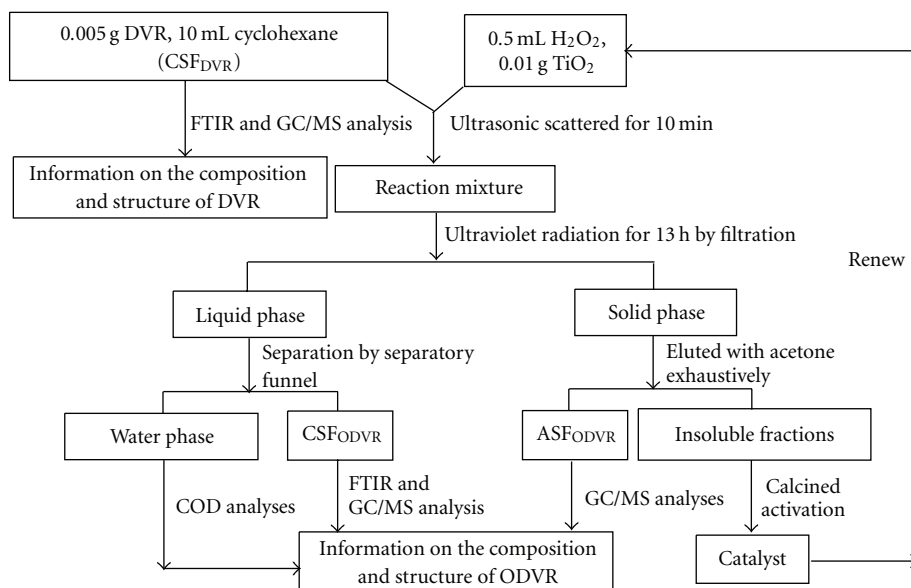 0.005 g DVR, 10 mL cyclohexane
(CSF_DVR)
0.5 mL H₂O₂,
0.01 g TiO₂
FTIR and GC/MS analysis
Ultrasonic scattered for 10 min
Information on the composition
and structure of DVR
Reaction mixture
Ultraviolet radiation for 13 h by filtration
Renew
Liquid phase
Solid phase
Separation by separatory
funnel
Eluted with acetone
exhaustively
Water phase
CSF_ODVR
ASF_ODVR
Insoluble fractions
COD analyses
FTIR and
GC/MS analysis
GC/MS analyses
Calcined
activation
Information on the composition
and structure of ODVR
Catalyst